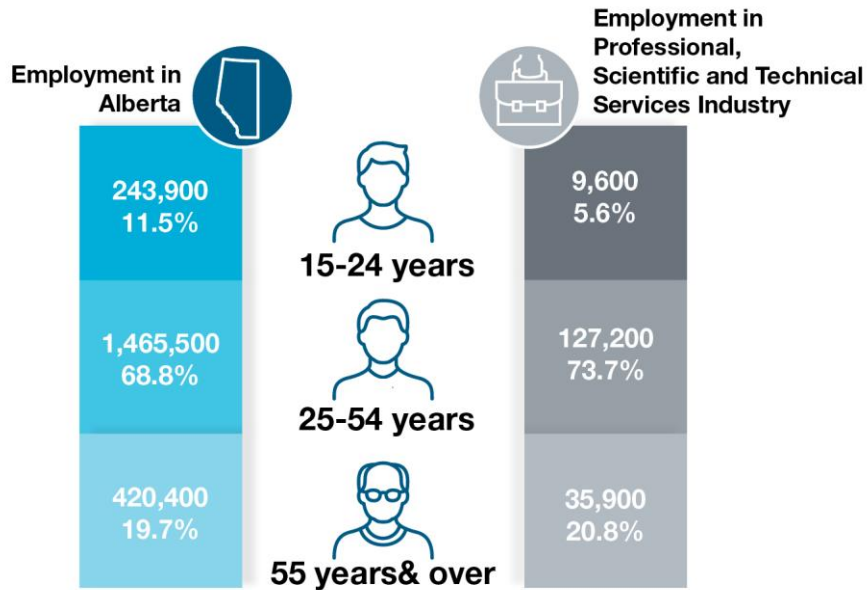 Employment in
Alberta
Employment in
Professional,
Scientific and Technical
Services Industry
243,900
11.5%
15-24 years
9,600
5.6%
1,465,500
68.8%
25-54 years
127,200
73.7%
420,400
19.7%
55 years& over
35,900
20.8%